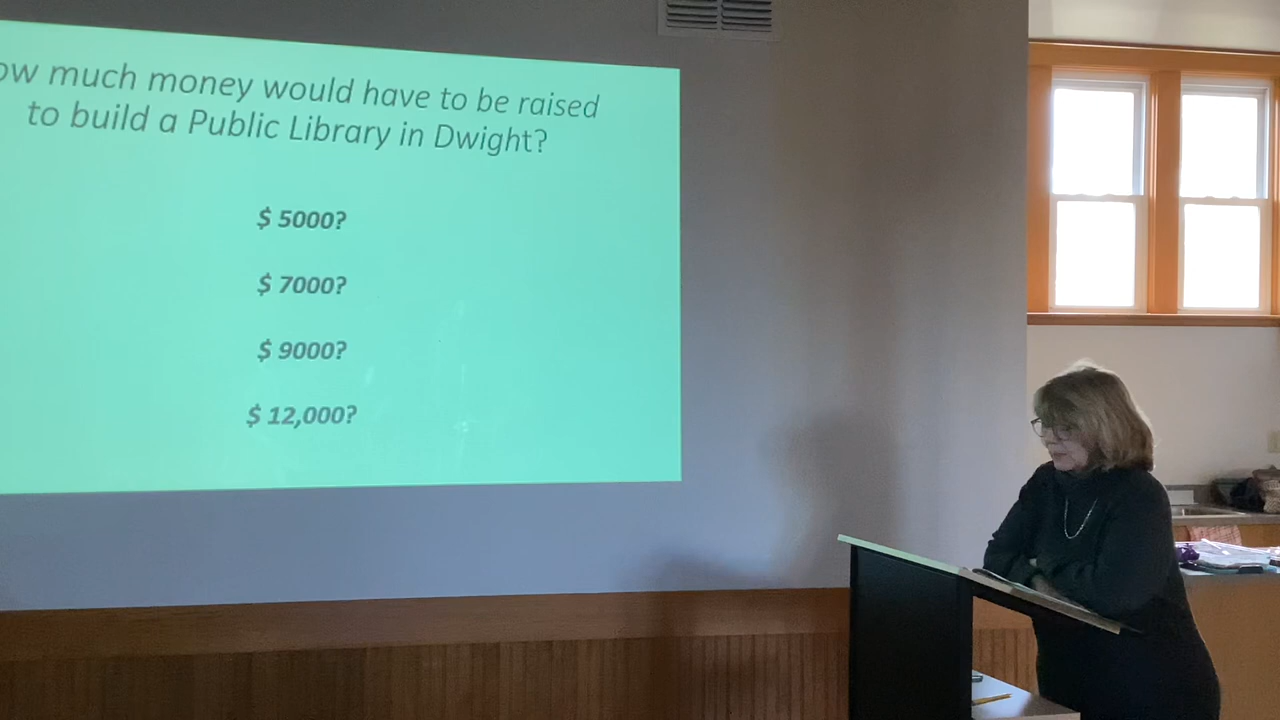 ow much money would have to be raised
to build a Public Library in Dwight?
$ 5000?
$ 7000?
$ 9000?
$ 12,000?